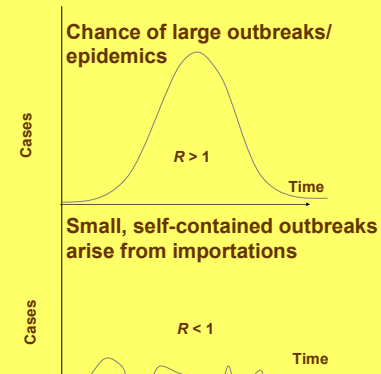 Chance of large outbreaks/
epidemics
Cases
R > 1
Time
Small, self-contained outbreaks
arise from importations
Cases
R < 1
Time